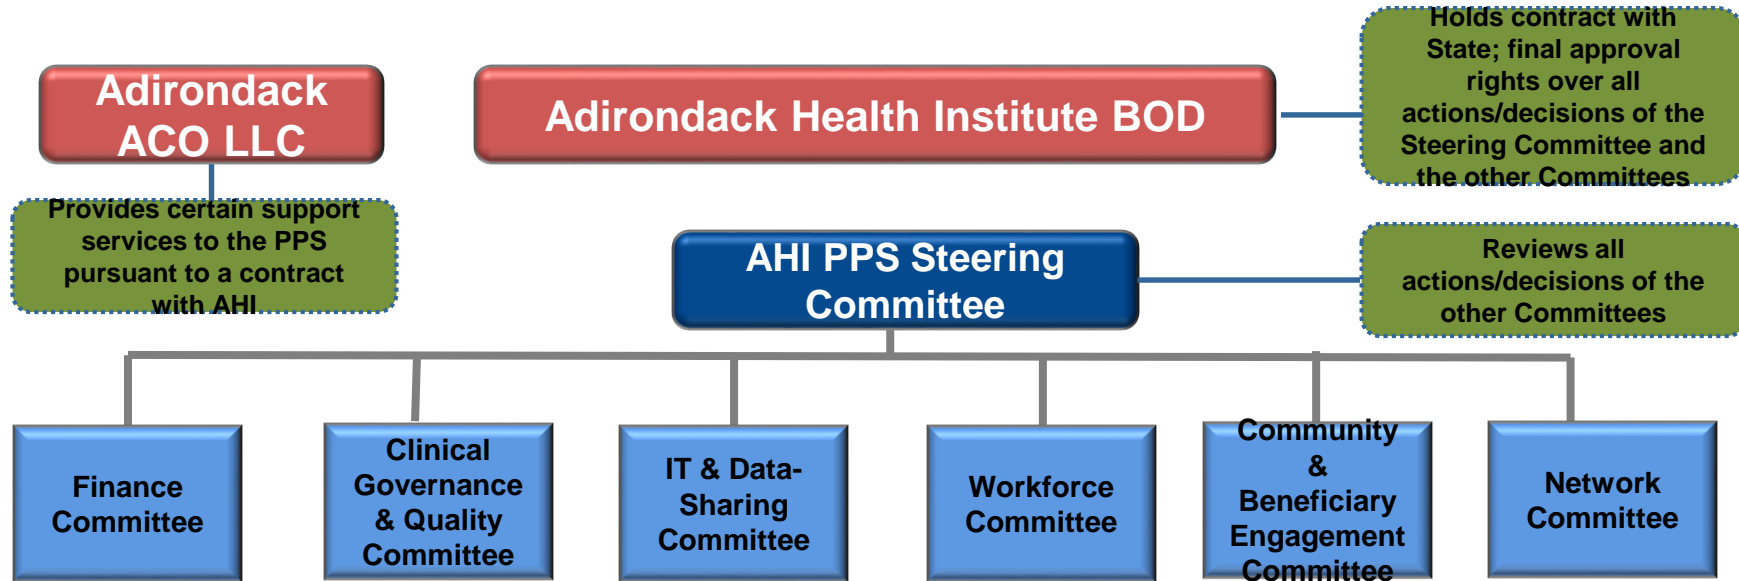 Adirondack
ACO LLC
Adirondack Health Institute BOD
Holds contract with
State; final approval
rights over all
actions/decisions of the
Steering Committee and
the other Committees
Provides certain support
services to the PPS
pursuant to a contract
with AHI
AHI PPS Steering
Committee
Reviews all
actions/decisions of the
other Committees
Finance
Committee
Clinical
Governance
& Quality
Committee
IT & Data-
Sharing
Committee
Workforce
Committee
Community
&
Beneficiary
Engagement
Committee
Network
Committee